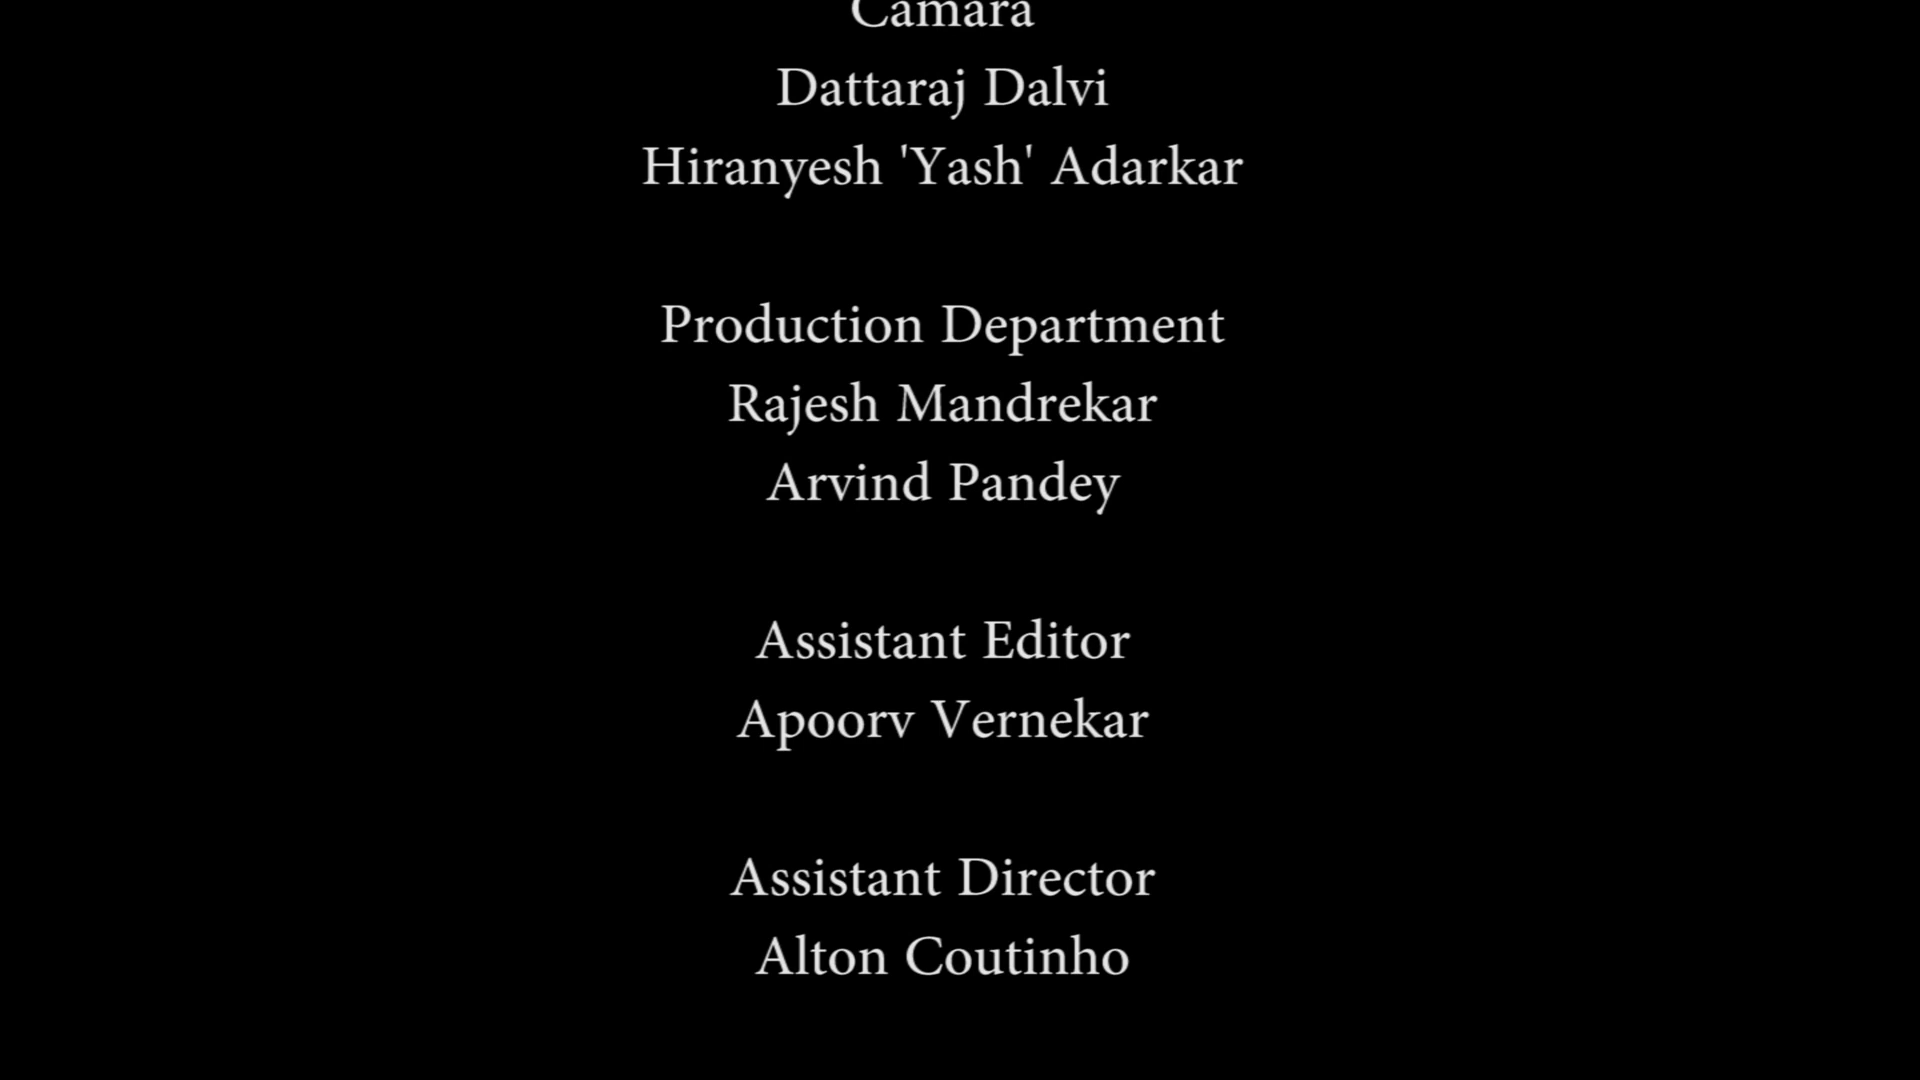 Camara
Dattaraj Dalvi
Hiranyesh 'Yash' Adarkar
Production Department
Rajesh Mandrekar
Arvind Pandey
Assistant Editor
Apoorv Vernekar
Assistant Director
Alton Coutinho